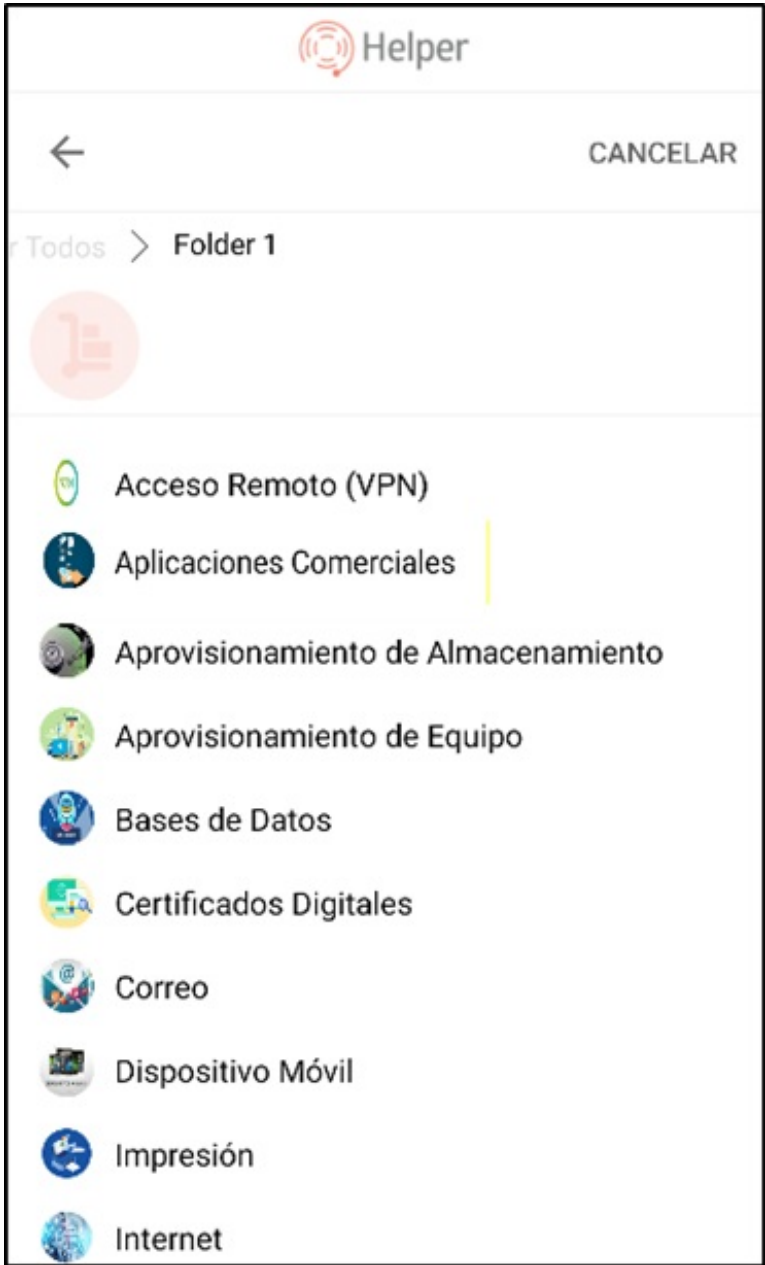 Helper
CANCELAR
r Todos > Folder 1
Acceso Remoto (VPN)
Aplicaciones Comerciales
Aprovisionamiento de Almacenamiento
Aprovisionamiento de Equipo
Bases de Datos
Certificados Digitales
Correo
Dispositivo Móvil
Impresión
Internet